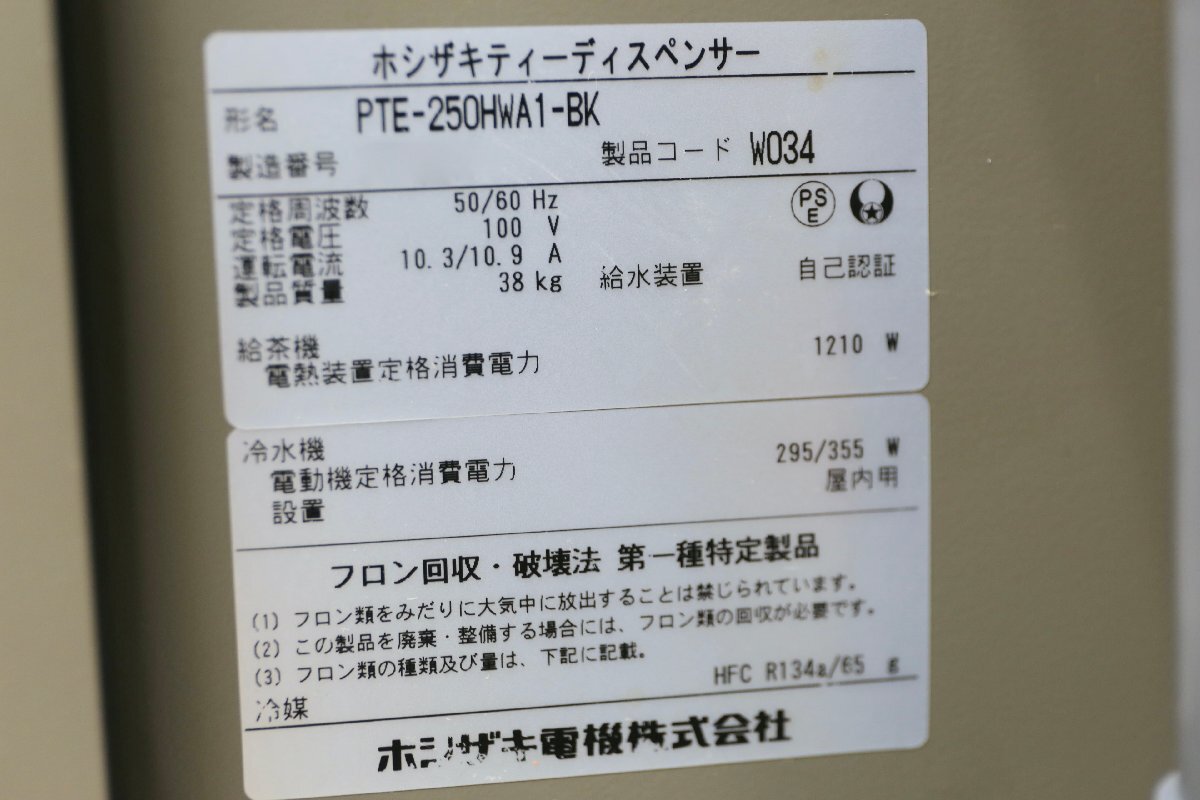 ホシザキティーディスペンサー
形名 PTE-250HWA1-BK
製造番号 製品コード W034
定格周波数 50/60 Hz
定格電圧 100 V
運転電流 10.3/10.9 A
製品質量 38 kg 給水装置 自己認証
PS
E
給茶機
電熱装置定格消費電力 1210 W
冷水機
電動機定格消費電力 295/355 W
設置 屋内用
フロン回収・破壊法 第一種特定製品
(1) フロン類をみだりに大気中に放出することは禁じられています。
(2) この製品を廃棄・整備する場合には、フロン類の回収が必要です。
(3) フロン類の種類及び量は、下記に記載。
冷媒 HFC R134a/65 g
ホシザキ電機株式会社